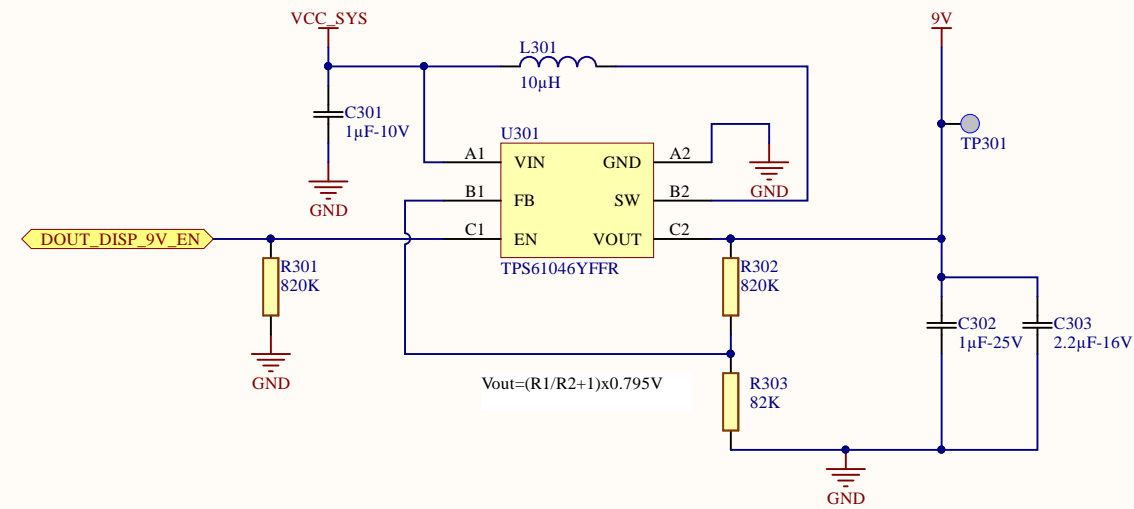 VCC_SYS
9V
L301
10µH
C301
1µF-10V
GND
U301
A1
VIN
GND
A2
B1
FB
SW
B2
C1
EN
VOUT
C2
TPS61046YFFR
GND
TP301
DOUT_DISP_9V_EN
R301
820K
GND
R302
820K
C302
1µF-25V
C303
2.2µF-16V
Vout=(R1/R2+1)x0.795V
R303
82K
GND